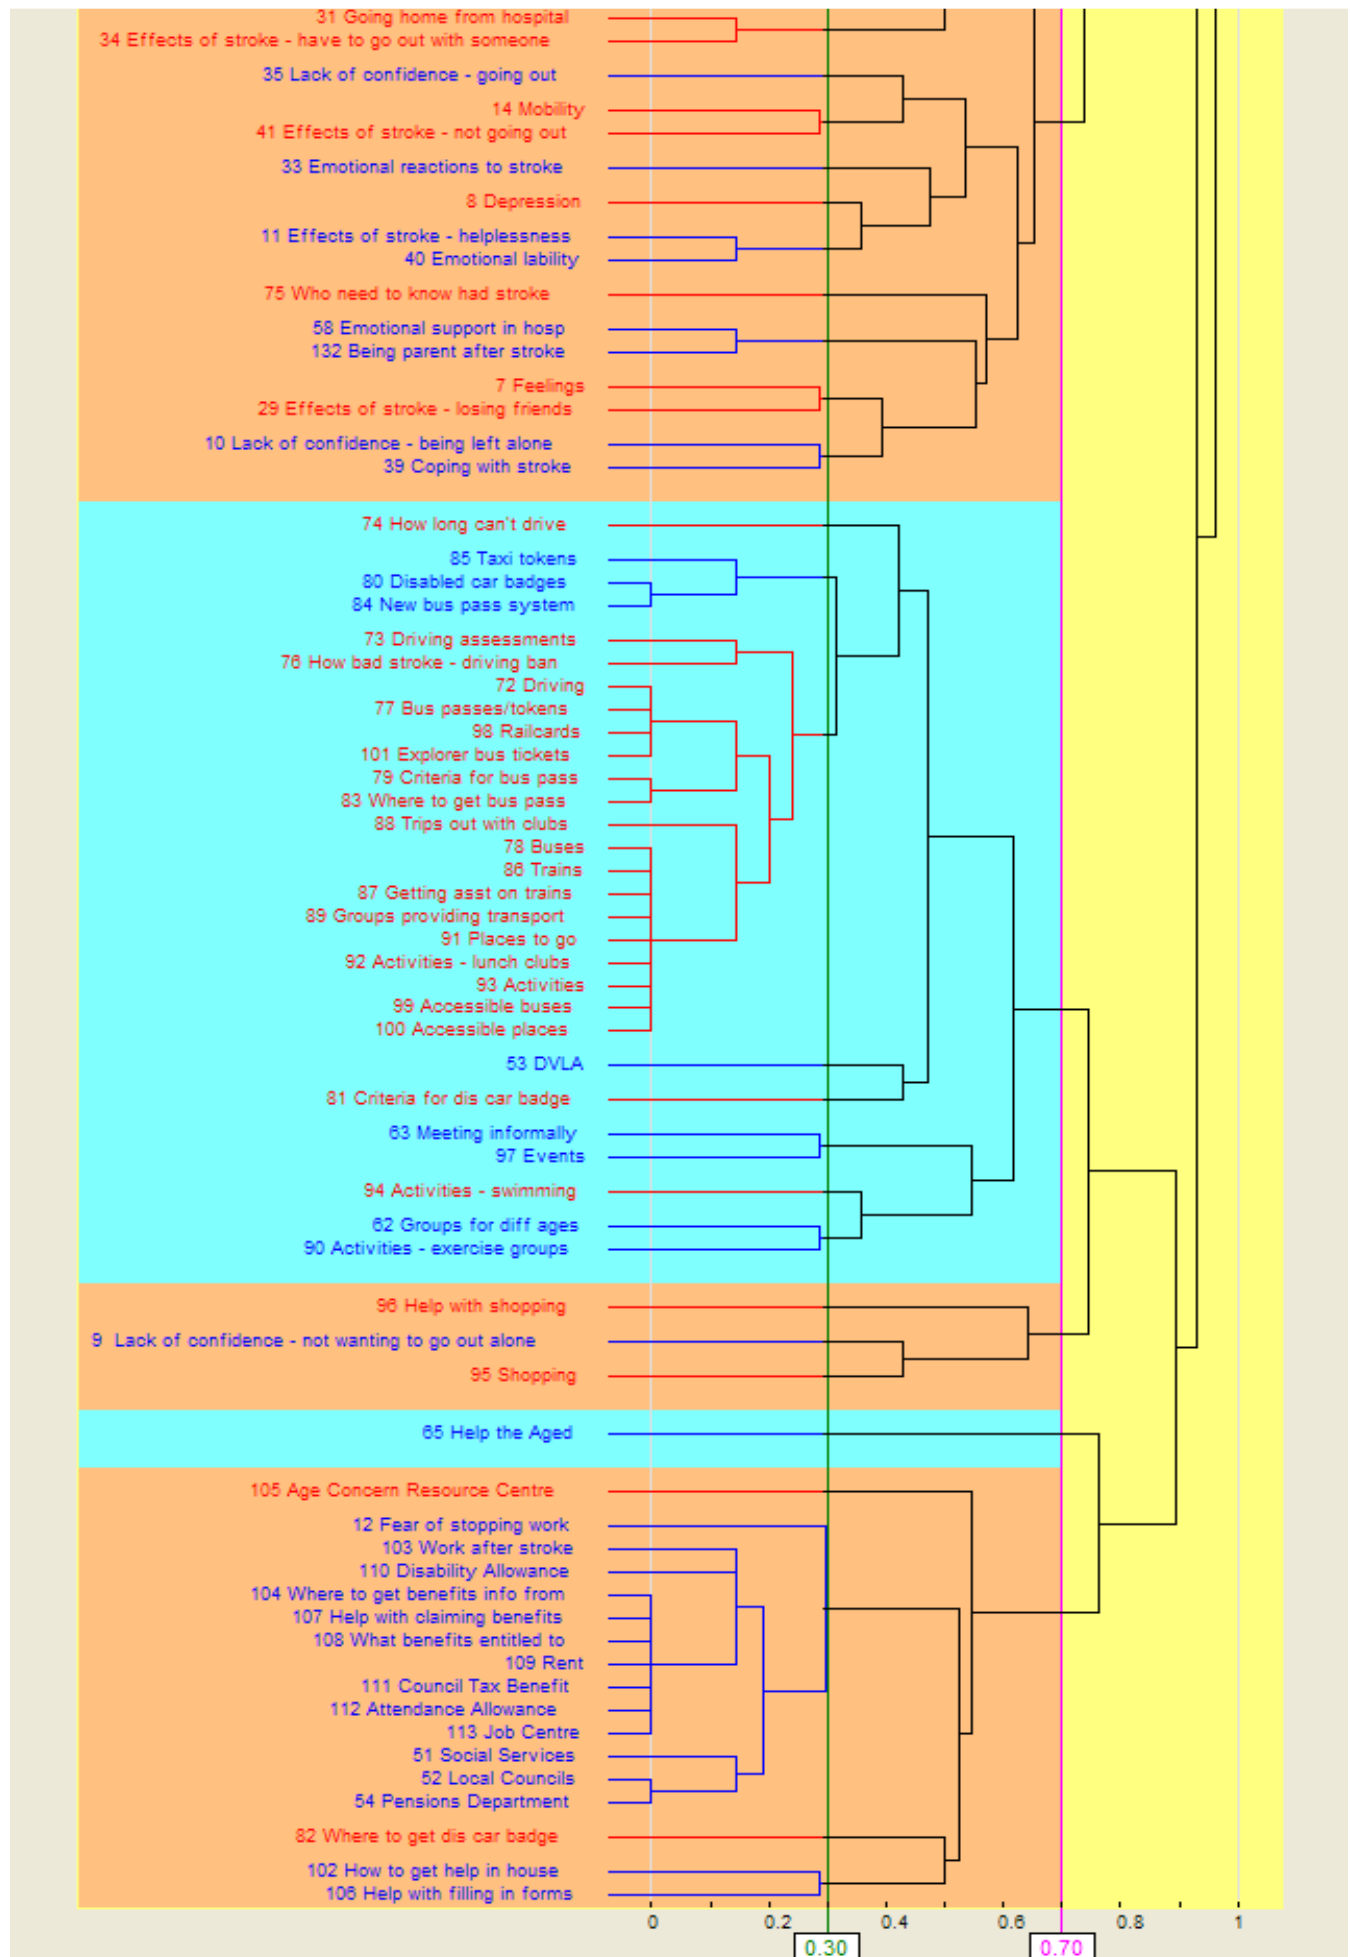 31 Going home from hospital
34 Effects of stroke - have to go out with someone
35 Lack of confidence - going out
14 Mobility
41 Effects of stroke - not going out
33 Emotional reactions to stroke
8 Depression
11 Effects of stroke - helplessness
40 Emotional lability
75 Who need to know had stroke
58 Emotional support in hosp
132 Being parent after stroke
7 Feelings
29 Effects of stroke - losing friends
10 Lack of confidence - being left alone
39 Coping with stroke
74 How long can't drive
85 Taxi tokens
80 Disabled car badges
84 New bus pass system
73 Driving assessments
76 How bad stroke - driving ban
72 Driving
77 Bus passes/tokens
98 Railcards
101 Explorer bus tickets
79 Criteria for bus pass
83 Where to get bus pass
88 Trips out with clubs
78 Buses
86 Trains
87 Getting asst on trains
89 Groups providing transport
91 Places to go
92 Activities - lunch clubs
93 Activities
99 Accessible buses
100 Accessible places
53 DVLA
81 Criteria for dis car badge
63 Meeting informally
97 Events
94 Activities - swimming
62 Groups for diff ages
90 Activities - exercise groups
96 Help with shopping
9 Lack of confidence - not wanting to go out alone
95 Shopping
65 Help the Aged
105 Age Concern Resource Centre
12 Fear of stopping work
103 Work after stroke
110 Disability Allowance
104 Where to get benefits info from
107 Help with claiming benefits
108 What benefits entitled to
109 Rent
111 Council Tax Benefit
112 Attendance Allowance
113 Job Centre
51 Social Services
52 Local Councils
54 Pensions Department
82 Where to get dis car badge
102 How to get help in house
106 Help with filling in forms
0 0.2 0.4 0.6 0.8 1
0.30 0.70